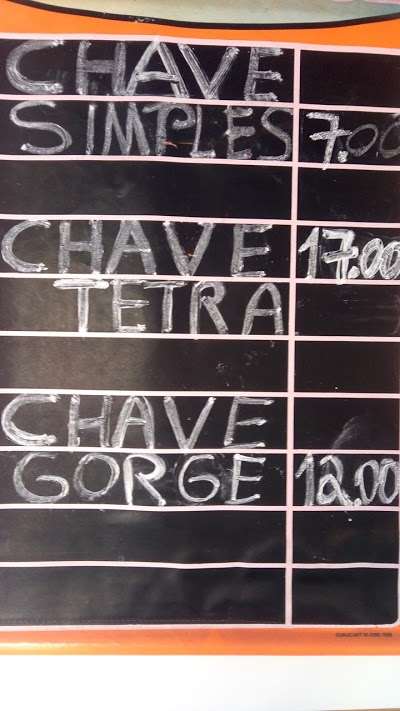 CHAVE
SIMPLES 7.00
CHAVE 17.00
TETRA
CHAVE
GORGE 12.00